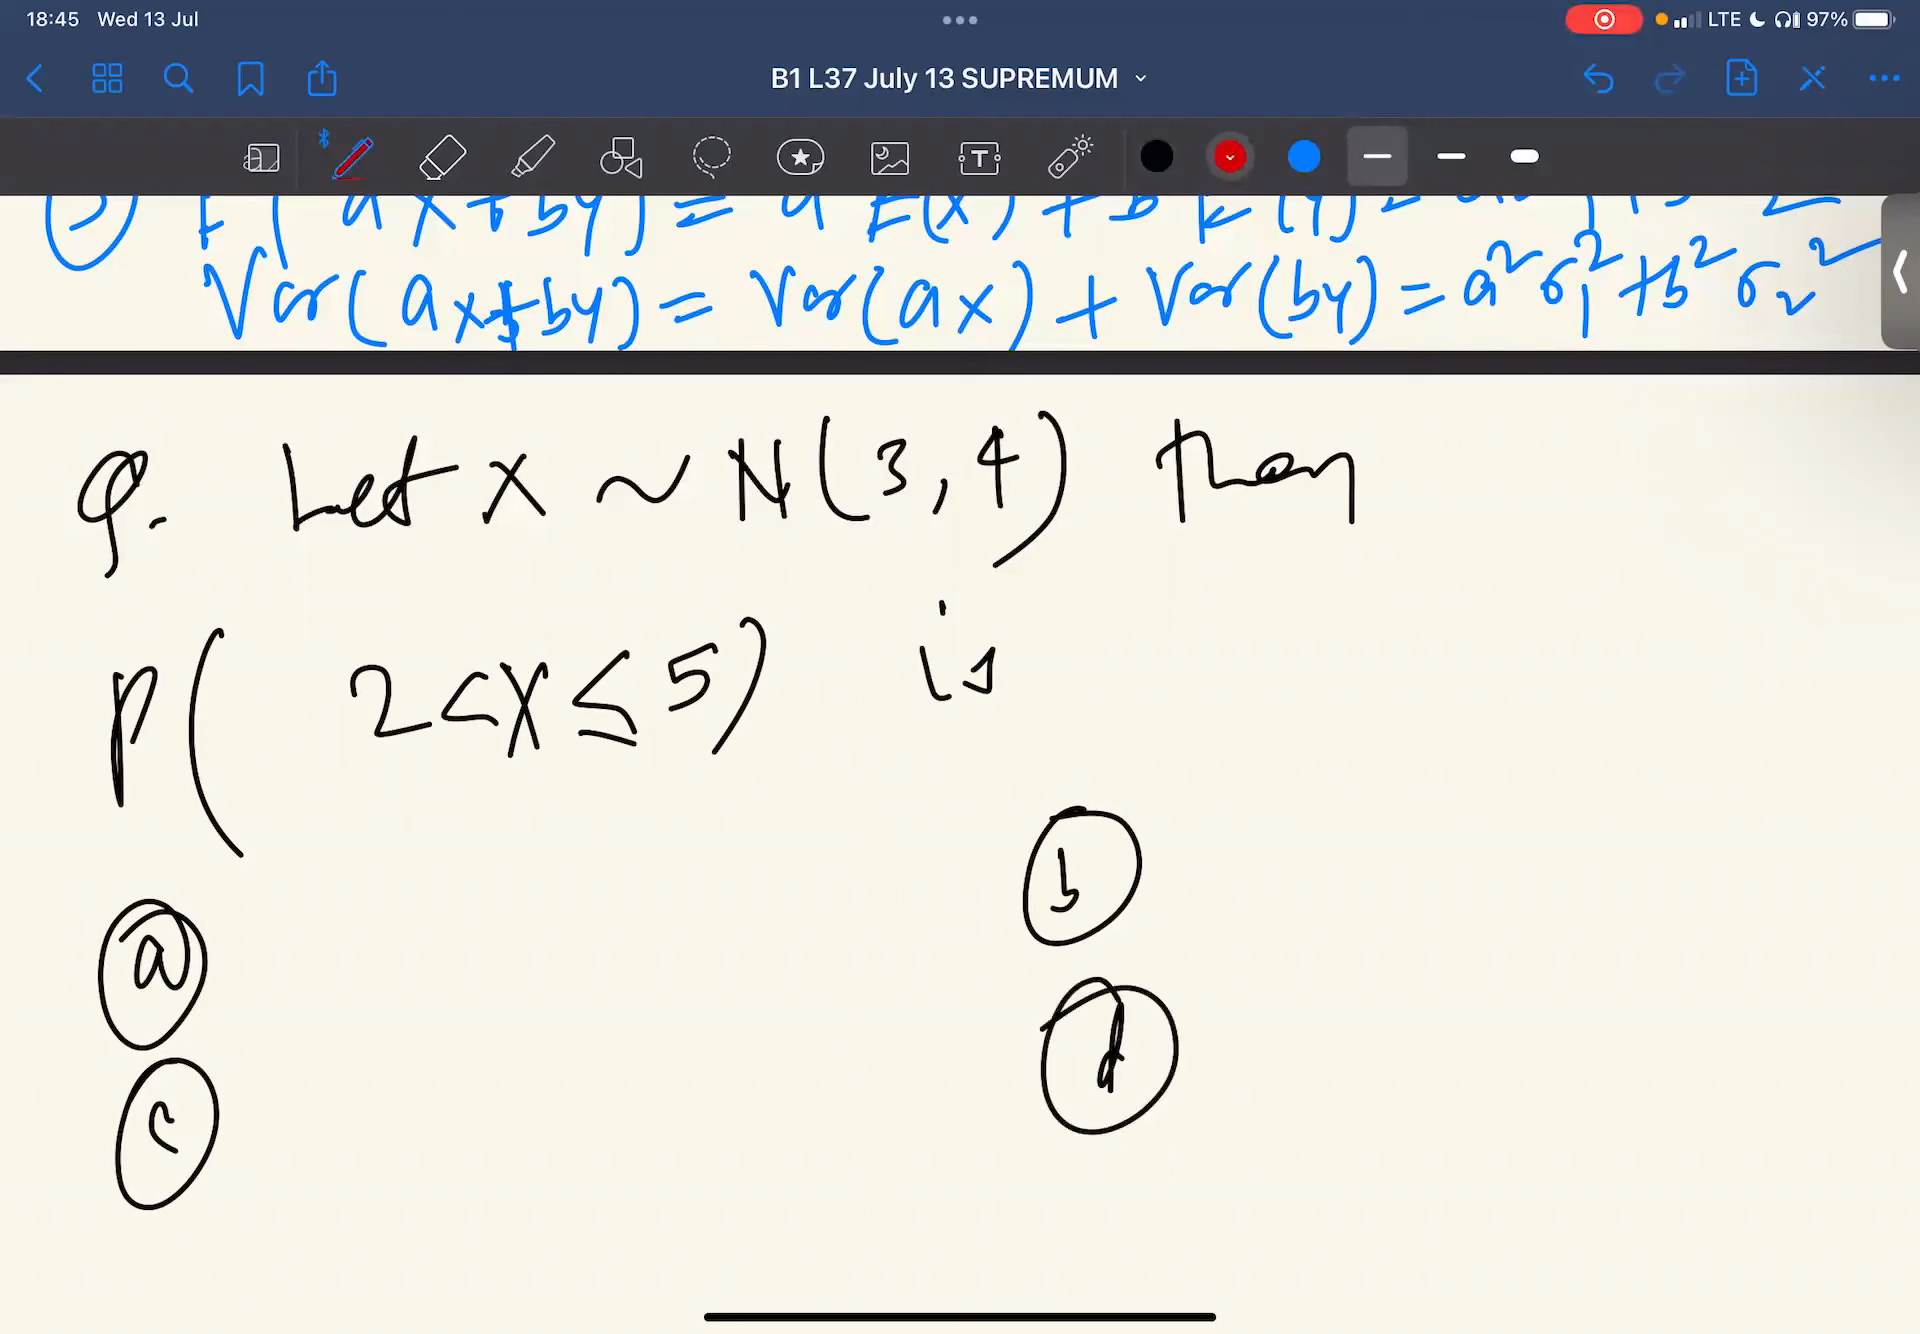 18:45 Wed 13 Jul
LTE 97%
B1 L37 July 13 SUPREMUM
Var(ax+by) = Var(ax) + Var(by) = a²σ₁² + b²σ₂²
Q. Let X ~ N(3,4) then
P( 2<X≤5) is
b
a
d
c